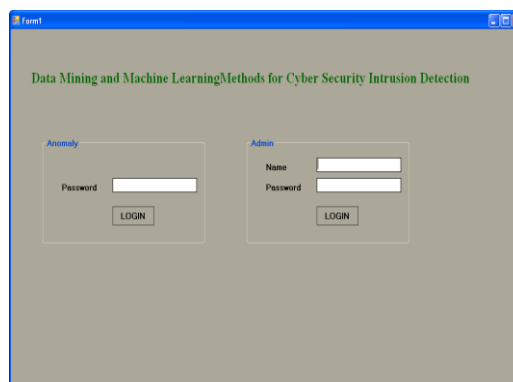 Form1
Data Mining and Machine LearningMethods for Cyber Security Intrusion Detection
Anomaly
Password
LOGIN
Admin
Name
Password
LOGIN